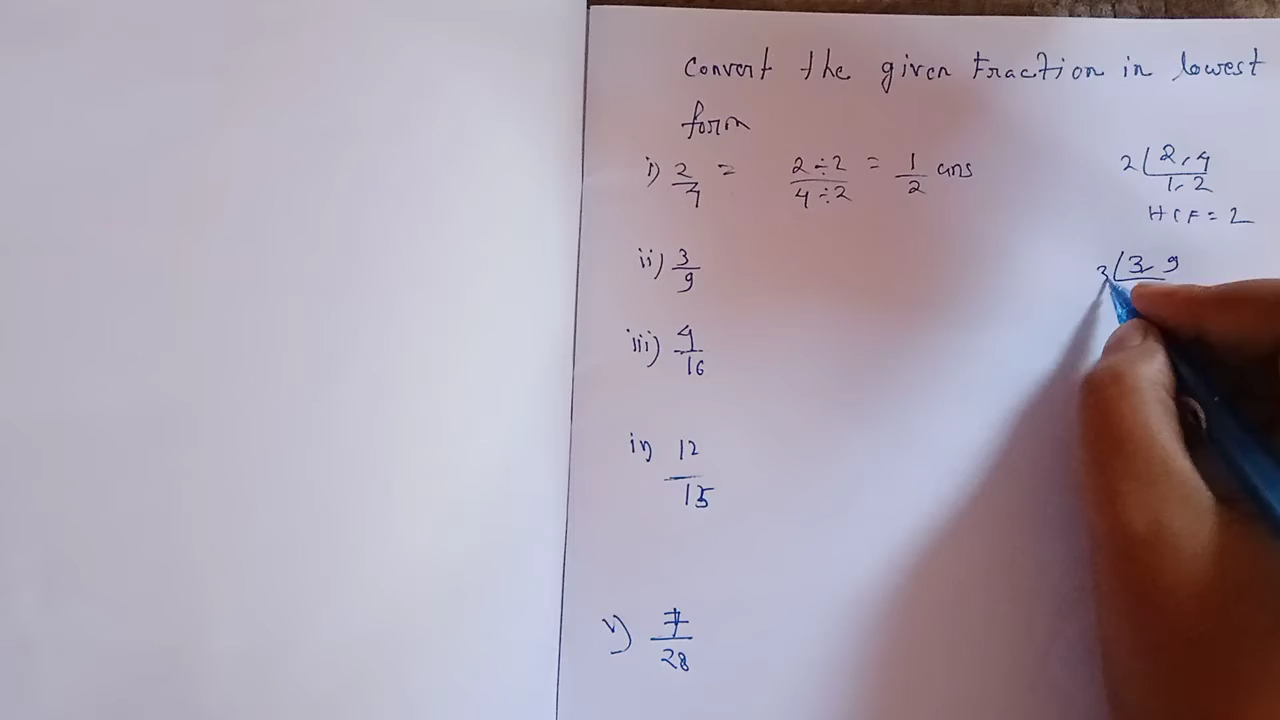 Convert the given Fraction in lowest
form
i) 2/4 = 2÷2/4÷2 = 1/2 ans
2 | 2, 4
1, 2
HCF = 2
ii) 3/9
3 | 3, 9
iii) 4/16
iv) 12/15
v) 7/28